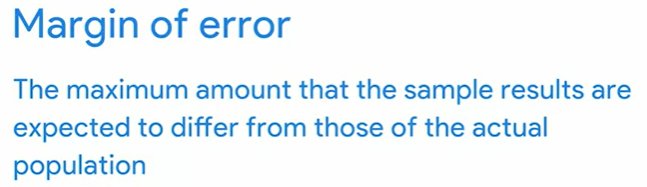 Margin of error
The maximum amount that the sample results are
expected to differ from those of the actual
population